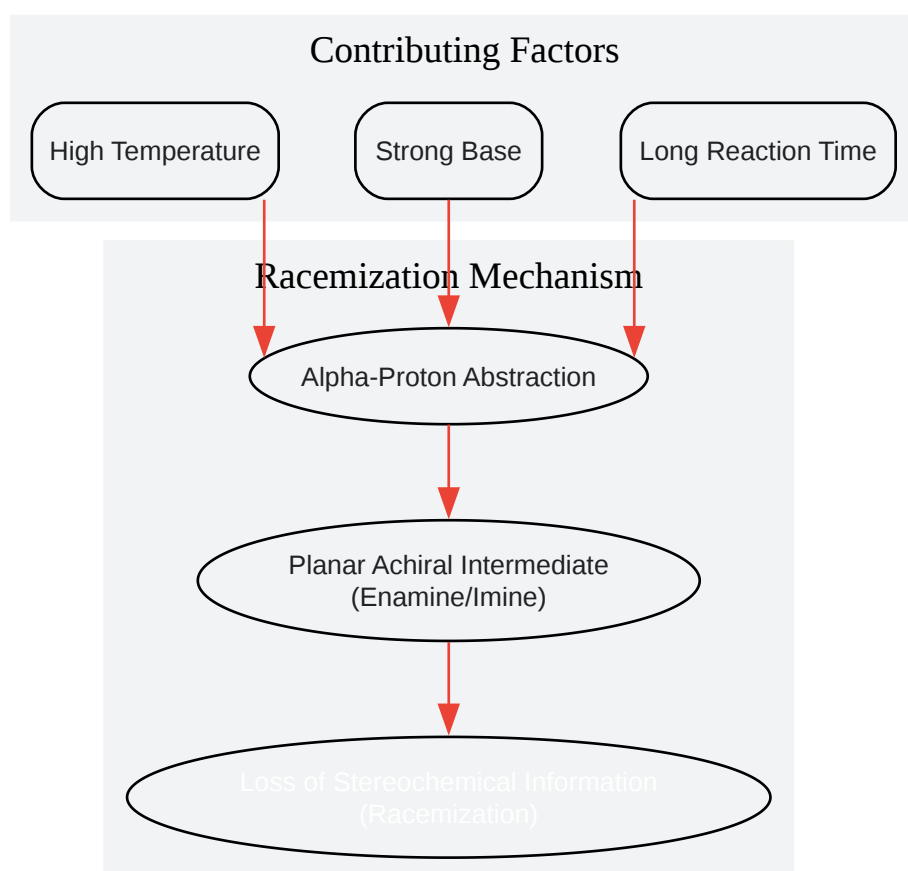 Contributing Factors
High Temperature
Strong Base
Long Reaction Time
Racemization Mechanism
Alpha-Proton Abstraction
Planar Achiral Intermediate
(Enamine/Imine)
Loss of Stereochemical Information
(Racemization)